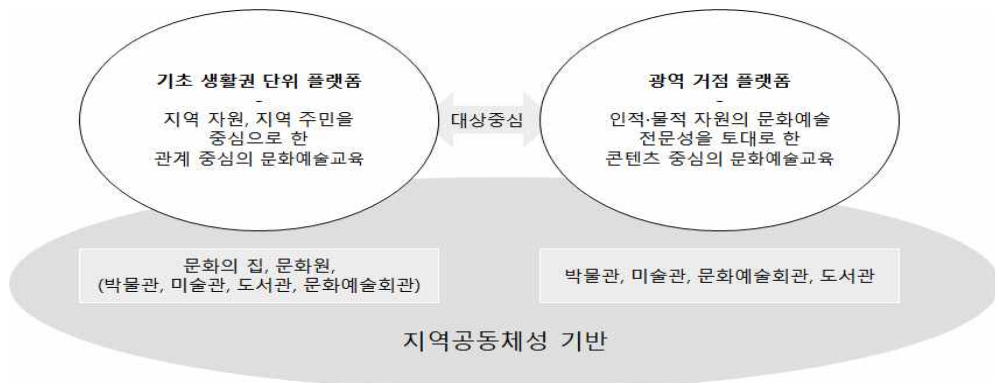 기초 생활권 단위 플랫폼
-
지역 자원, 지역 주민을
중심으로 한
관계 중심의 문화예술교육
대상중심
광역 거점 플랫폼
-
인적·물적 자원의 문화예술
전문성을 토대로 한
콘텐츠 중심의 문화예술교육
문화의 집, 문화원,
(박물관, 미술관, 도서관, 문화예술회관)
박물관, 미술관, 문화예술회관, 도서관
지역공동체성 기반